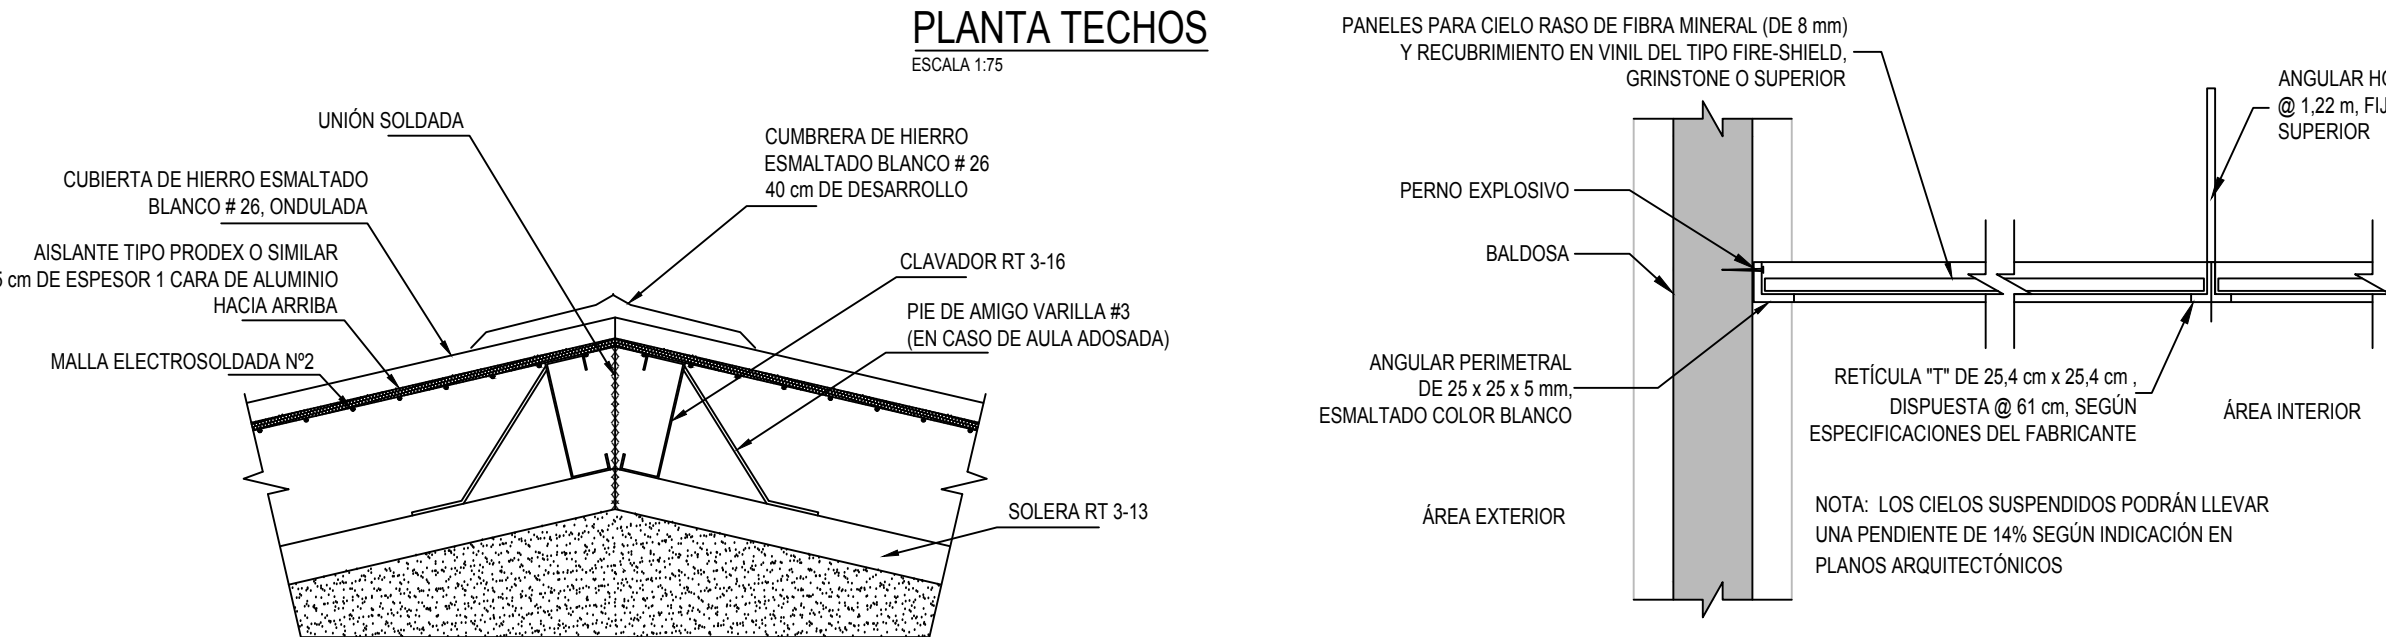 PLANTA TECHOS
ESCALA 1:75
UNIÓN SOLDADA
CUMBRERA DE HIERRO
ESMALTADO BLANCO # 26
40 cm DE DESARROLLO
CUBIERTA DE HIERRO ESMALTADO
BLANCO # 26, ONDULADA
AISLANTE TIPO PRODEX O SIMILAR
cm DE ESPESOR 1 CARA DE ALUMINIO
HACIA ARRIBA
MALLA ELECTROSOLDADA Nº2
CLAVADOR RT 3-16
PIE DE AMIGO VARILLA #3
(EN CASO DE AULA ADOSADA)
SOLERA RT 3-13
PANELES PARA CIELO RASO DE FIBRA MINERAL (DE 8 mm)
Y RECUBRIMIENTO EN VINIL DEL TIPO FIRE-SHIELD,
GRINSTONE O SUPERIOR
ANGULAR
@ 1,22 m,
SUPERIOR
PERNO EXPLOSIVO
BALDOSA
ANGULAR PERIMETRAL
DE 25 x 25 x 5 mm,
ESMALTADO COLOR BLANCO
RETÍCULA "T" DE 25,4 cm x 25,4 cm ,
DISPUESTA @ 61 cm, SEGÚN
ESPECIFICACIONES DEL FABRICANTE
ÁREA INTERIOR
ÁREA EXTERIOR
NOTA: LOS CIELOS SUSPENDIDOS PODRÁN LLEVAR
UNA PENDIENTE DE 14% SEGÚN INDICACIÓN EN
PLANOS ARQUITECTÓNICOS